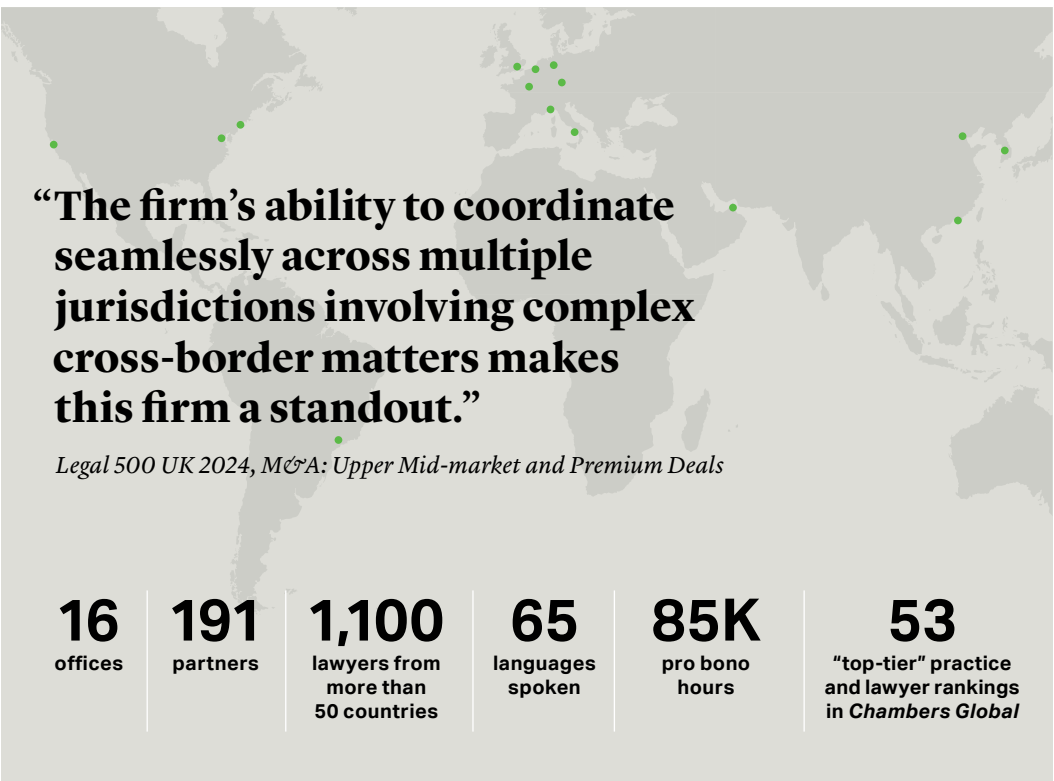 “The firm’s ability to coordinate
seamlessly across multiple
jurisdictions involving complex
cross-border matters makes
this firm a standout.”
Legal 500 UK 2024, M&A: Upper Mid-market and Premium Deals
16
offices
191
partners
1,100
lawyers from
more than
50 countries
65
languages
spoken
85K
pro bono
hours
53
“top-tier” practice
and lawyer rankings
in Chambers Global